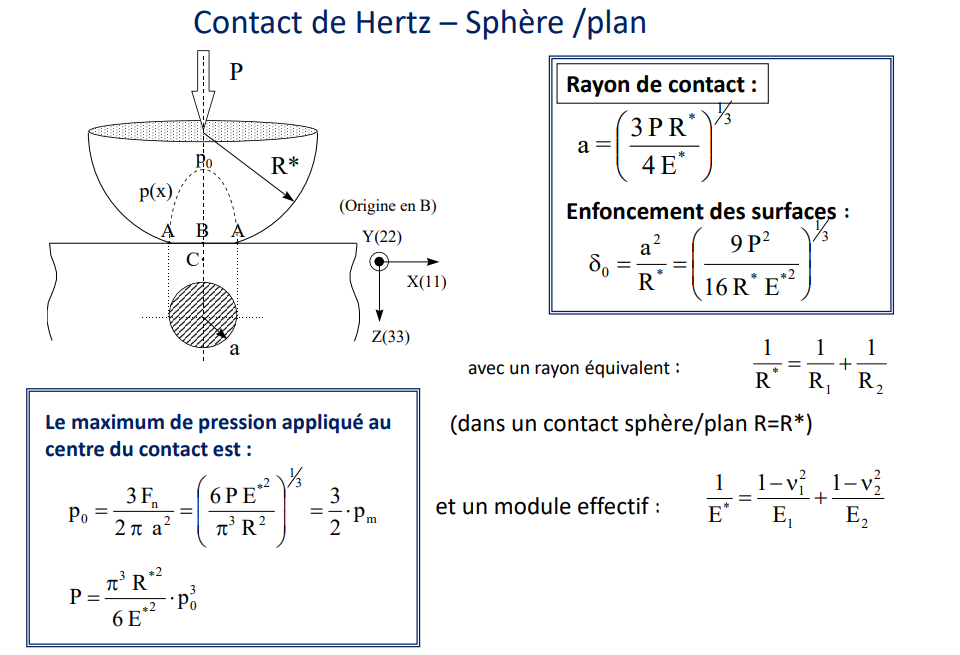 Contact de Hertz – Sphère /plan
P
p₀
R*
p(x)
A B A
C
a
(Origine en B)
Y(22)
X(11)
Z(33)
Rayon de contact :
a = (3 P R* / 4 E*)^1/3
Enfoncement des surfaces :
δ₀ = a² / R* = (9 P² / 16 R* E*²)^1/3
avec un rayon équivalent : 1 / R* = 1 / R₁ + 1 / R₂
(dans un contact sphère/plan R=R*)
et un module effectif : 1 / E* = 1−ν₁² / E₁ + 1−ν₂² / E₂
Le maximum de pression appliqué au
centre du contact est :
p₀ = 3 Fₙ / 2 π a² = (6 P E*² / π³ R²)^1/3 = 3 / 2 · pₘ
P = π³ R*² / 6 E*² · p₀³